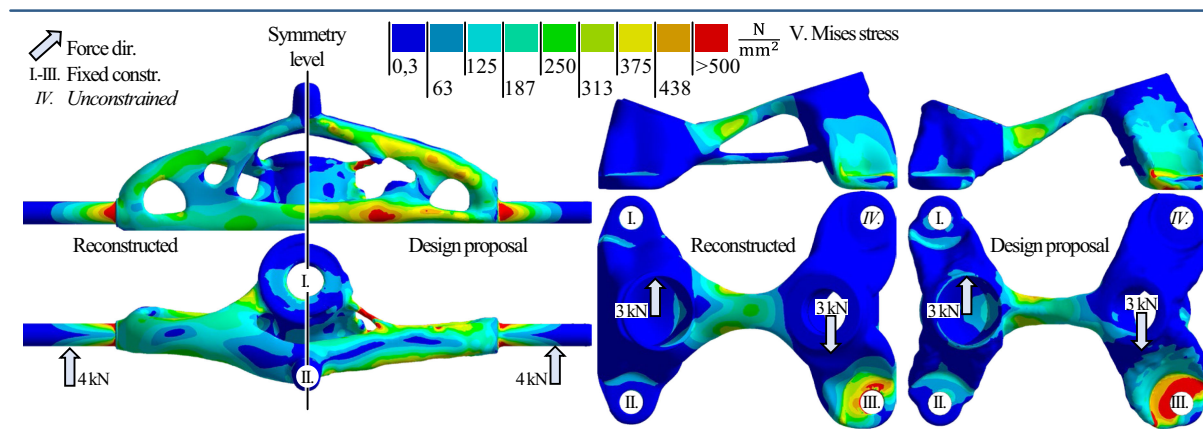 Force dir.
I.-III. Fixed constr.
IV. Unconstrained
Symmetry
level
0,3
63
125
187
250
313
375
438
>500
N
mm²
V. Mises stress
Reconstructed
Design proposal
I.
II.
4 kN
4 kN
I.
IV.
Reconstructed
3 kN
3 kN
II.
III.
I.
IV.
Design proposal
3 kN
3 kN
II.
III.